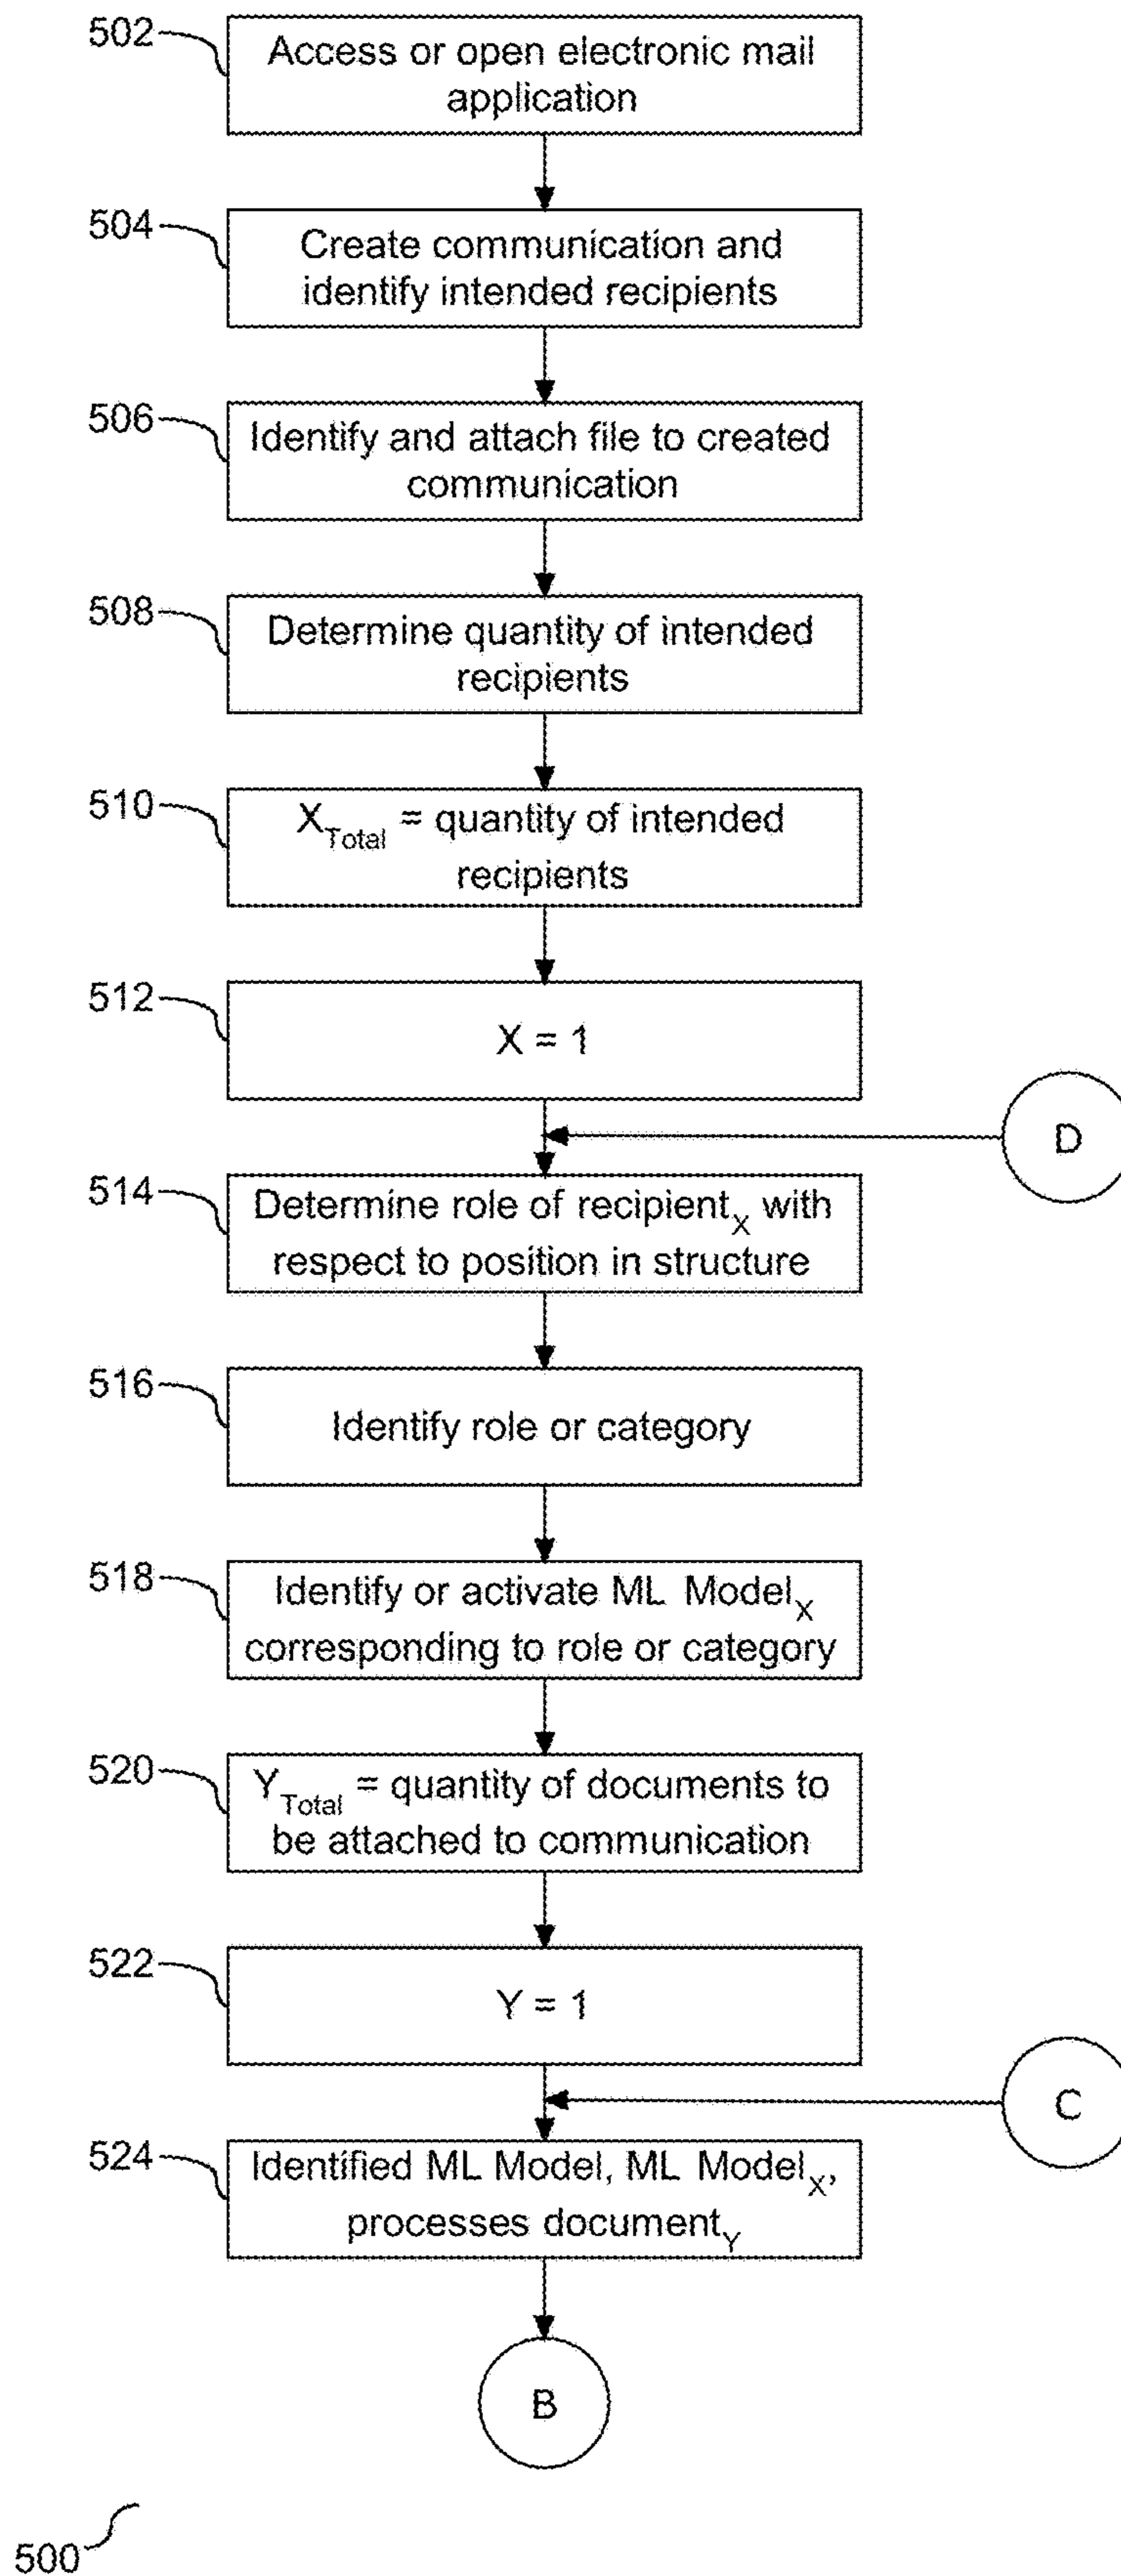 502
Access or open electronic mail
application
504
Create communication and
identify intended recipients
506
Identify and attach file to created
communication
508
Determine quantity of intended
recipients
510
XTotal = quantity of intended
recipients
512
X = 1
D
514
Determine role of recipientX with
respect to position in structure
516
Identify role or category
518
Identify or activate ML ModelX
corresponding to role or category
520
YTotal = quantity of documents to
be attached to communication
522
Y = 1
C
524
Identified ML Model, ML ModelX,
processes documentY
B
500